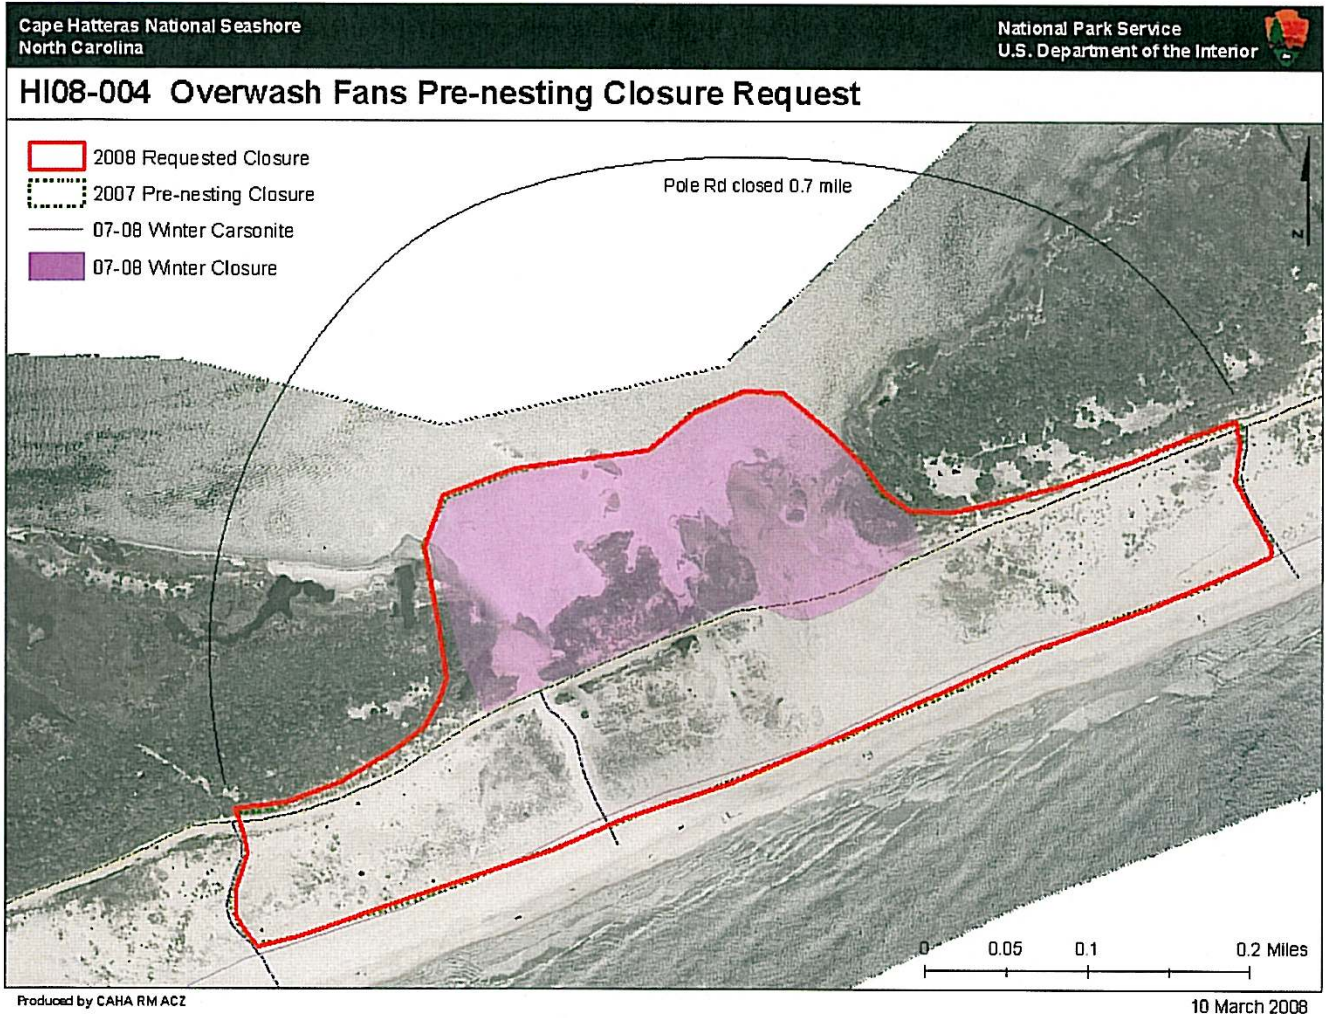 Cape Hatteras National Seashore
North Carolina
National Park Service
U.S. Department of the Interior
HI08-004 Overwash Fans Pre-nesting Closure Request
2008 Requested Closure
2007 Pre-nesting Closure
07-08 Winter Carsonite
07-08 Winter Closure
Pole Rd closed 0.7 mile
N
0 0.05 0.1 0.2 Miles
Produced by CAHA RM ACZ
10 March 2008